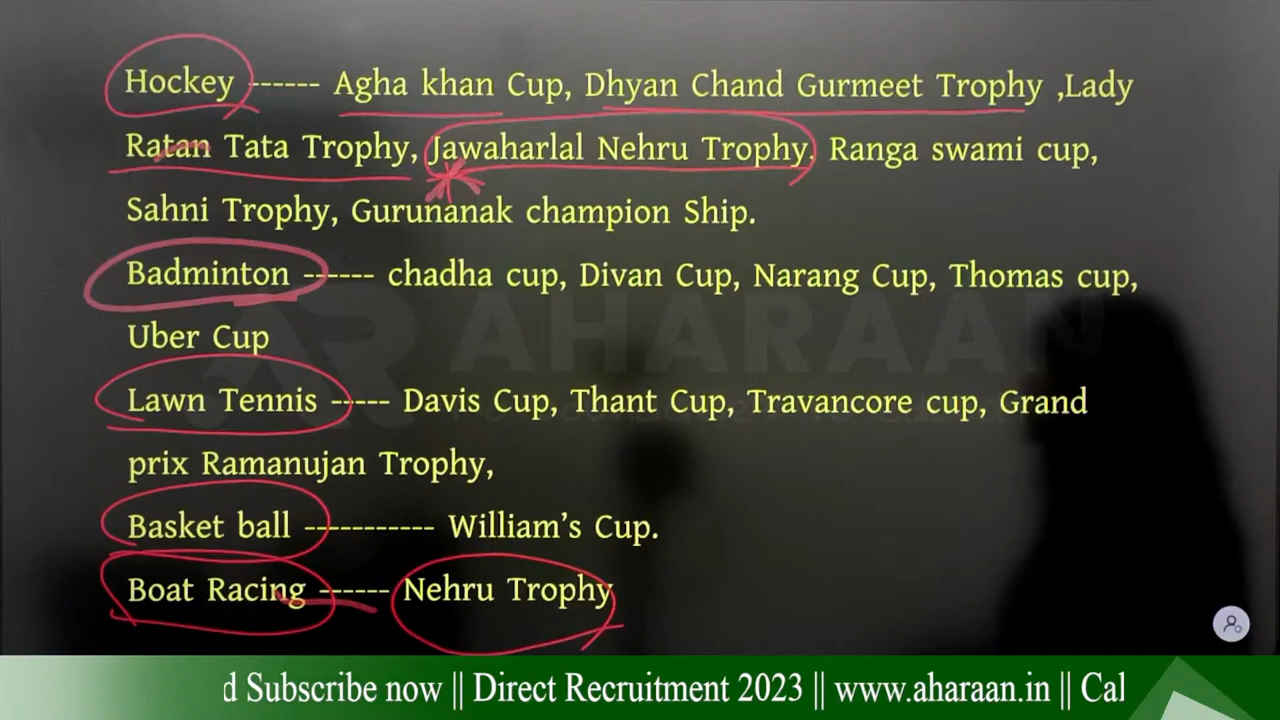 Hockey ------ Agha khan Cup, Dhyan Chand Gurmeet Trophy ,Lady
Ratan Tata Trophy, Jawaharlal Nehru Trophy. Ranga swami cup,
Sahni Trophy, Gurunanak champion Ship.
Badminton ------ chadha cup, Divan Cup, Narang Cup, Thomas cup,
Uber Cup
AHARAAN
Lawn Tennis ----- Davis Cup, Thant Cup, Travancore cup, Grand
prix Ramanujan Trophy,
Basket ball ----------- William's Cup.
Boat Racing ------ Nehru Trophy
d Subscribe now || Direct Recruitment 2023 || www.aharaan.in || Cal